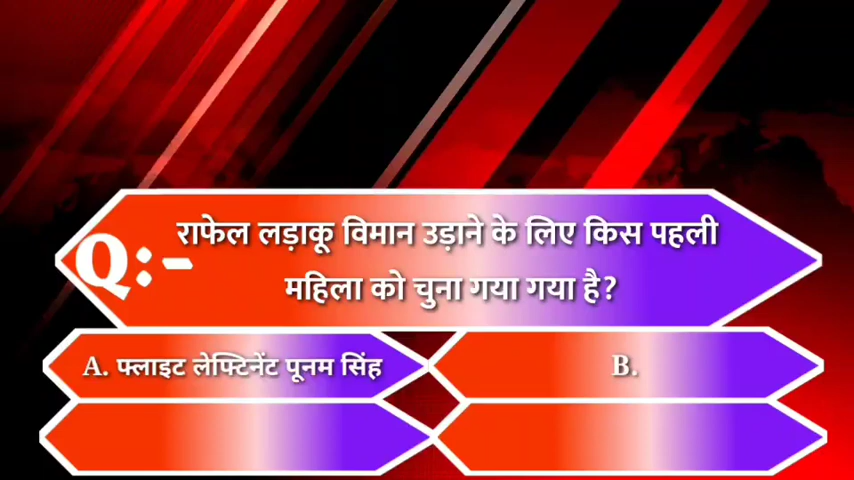 Q:-
राफेल लड़ाकू विमान उड़ाने के लिए किस पहली
महिला को चुना गया गया है?
A. फ्लाइट लेफ्टिनेंट पूनम सिंह
B.